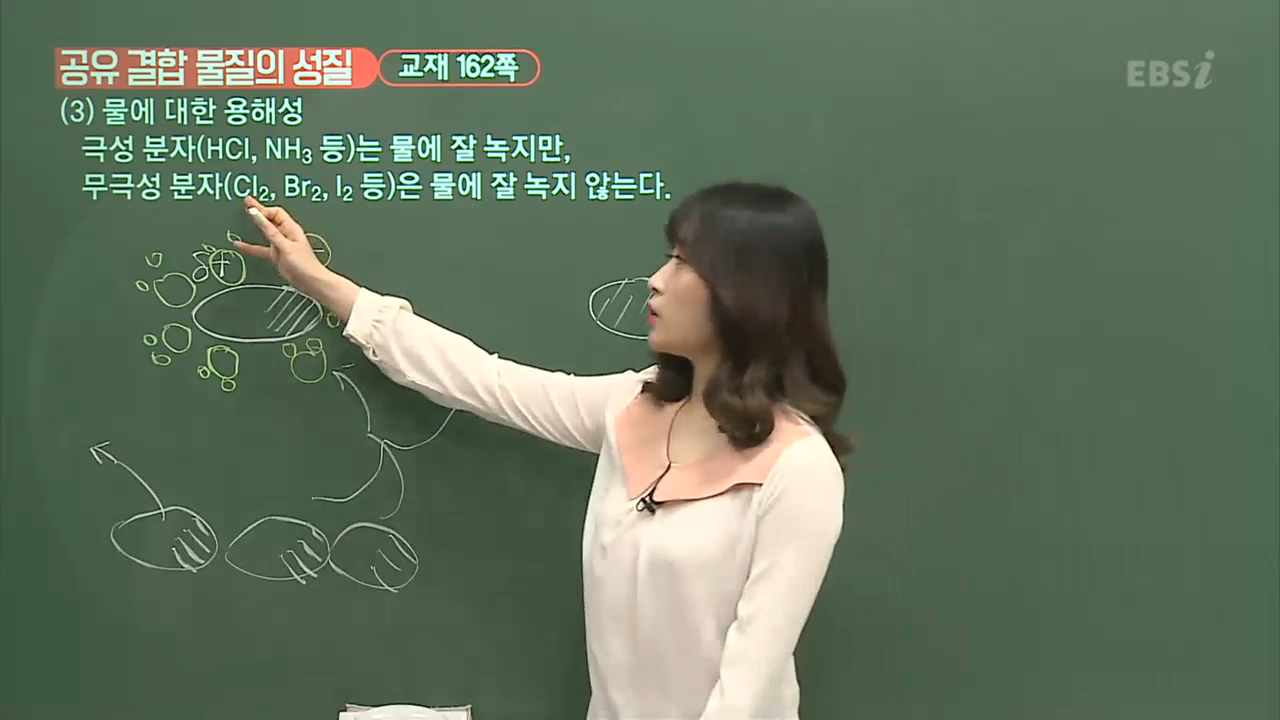 공유 결합 물질의 성질 교재 162쪽
EBSi
(3) 물에 대한 용해성
극성 분자(HCl, NH₃ 등)는 물에 잘 녹지만,
무극성 분자(Cl₂, Br₂, I₂ 등)은 물에 잘 녹지 않는다.
δ+